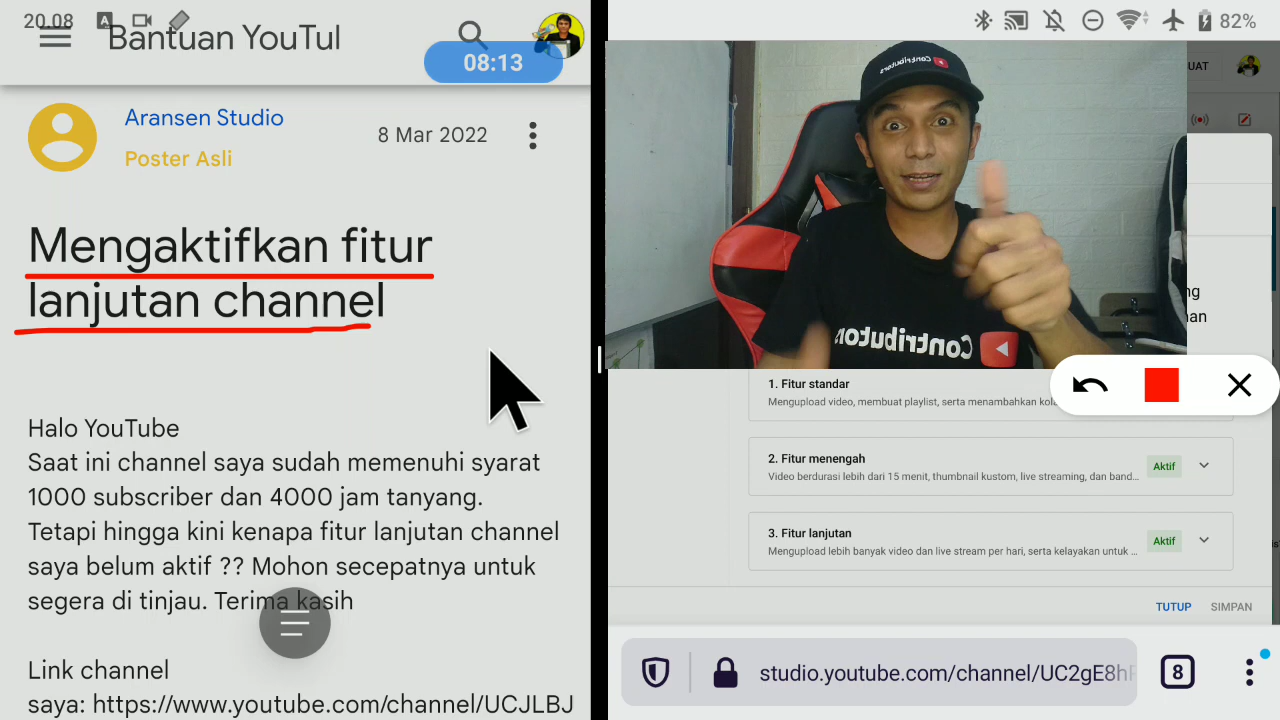 20.08
Bantuan YouTul
08:13
Aransen Studio
8 Mar 2022
Poster Asli
Mengaktifkan fitur
lanjutan channel
Halo YouTube
Saat ini channel saya sudah memenuhi syarat
1000 subscriber dan 4000 jam tanyang.
Tetapi hingga kini kenapa fitur lanjutan channel
saya belum aktif ?? Mohon secepatnya untuk
segera di tinjau. Terima kasih
Link channel
saya: https://www.youtube.com/channel/UCJLBJ
82%
UAT
Contributors
Contributors
ng
an
1. Fitur standar
Mengupload video, membuat playlist, serta menambahkan
2. Fitur menengah
Video berdurasi lebih dari 15 menit, thumbnail kustom, live streaming, dan band…
Aktif
3. Fitur lanjutan
Mengupload lebih banyak video dan live stream per hari, serta kelayakan untuk …
Aktif
TUTUP
SIMPAN
studio.youtube.com/channel/UC2gE8h
8